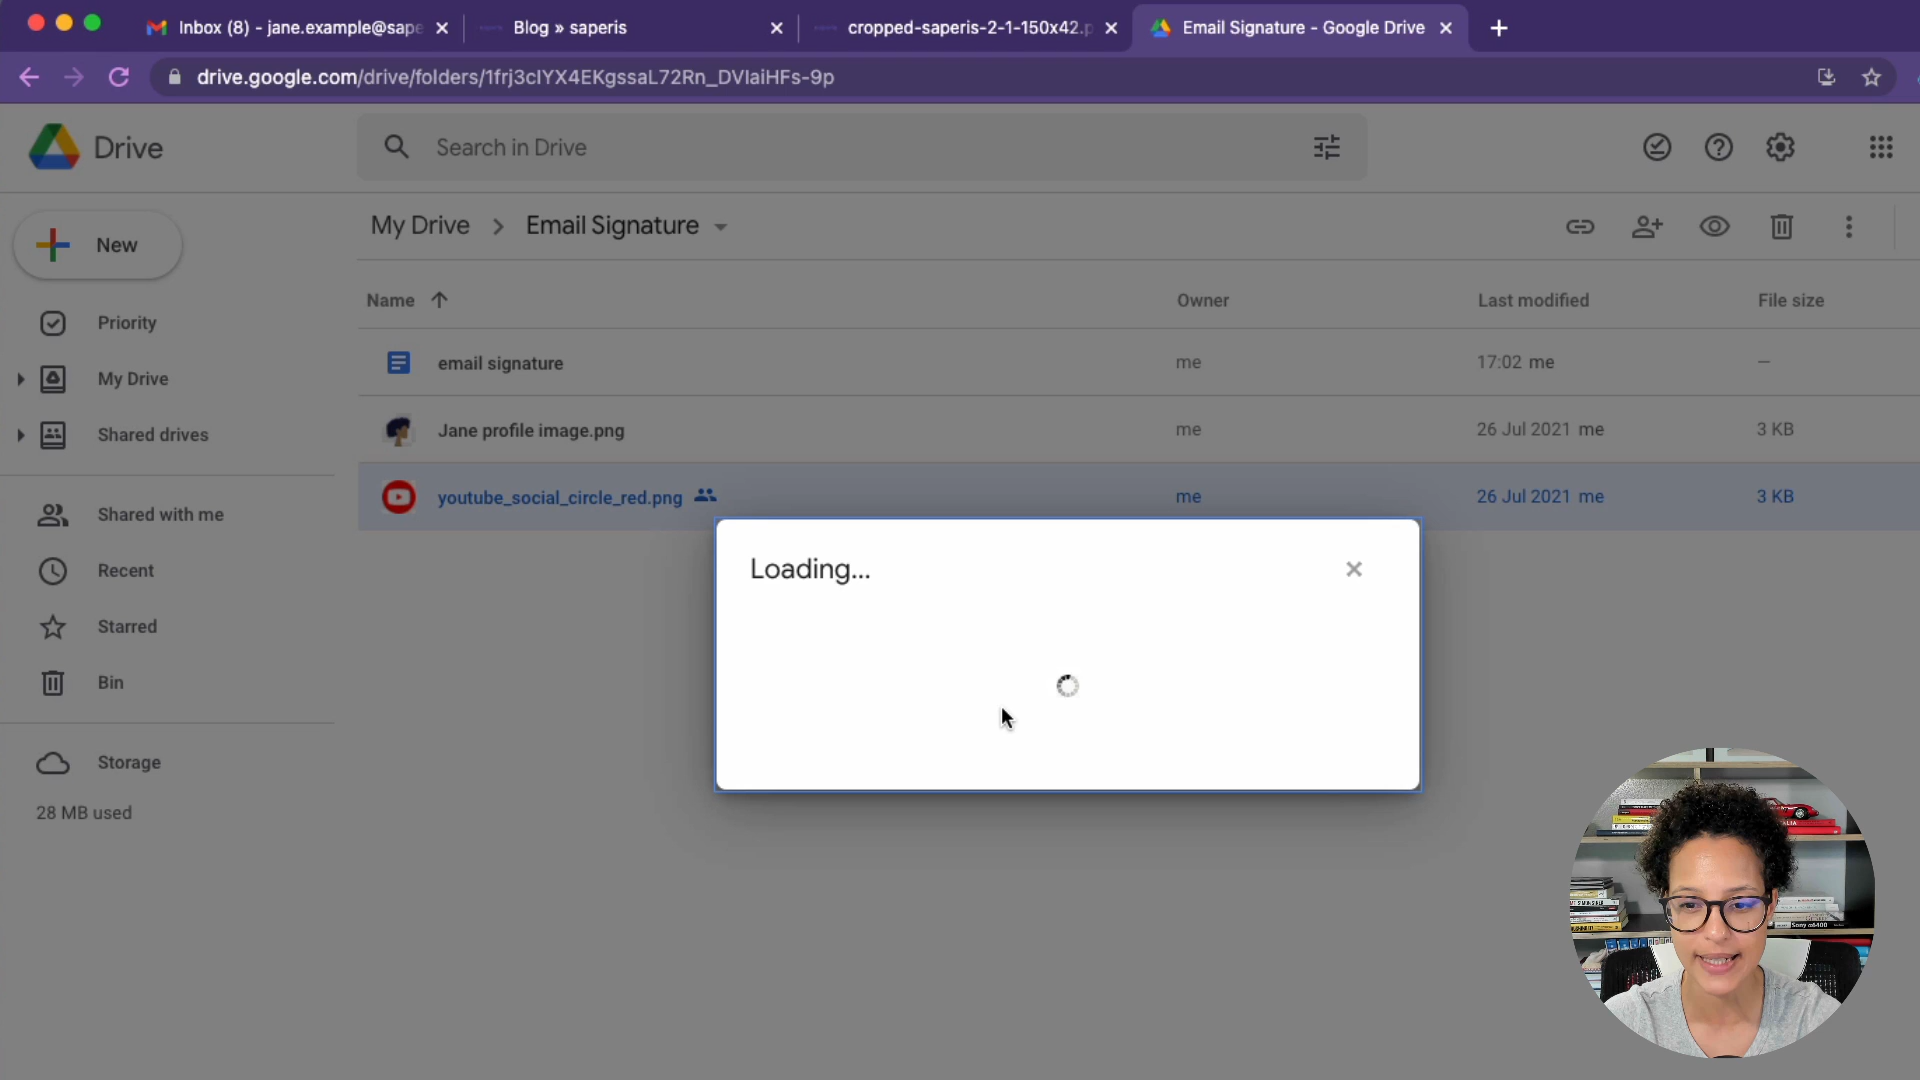 Inbox (8) - jane.example@sape
Blog » saperis
cropped-saperis-2-1-150x42.p
Email Signature - Google Drive
drive.google.com/drive/folders/1frj3cIYX4EKgssaL72Rn_DVIaiHFs-9p
Drive
Search in Drive
New
My Drive
Email Signature
Name
Owner
Last modified
File size
email signature
me
17:02 me
—
Jane profile image.png
me
26 Jul 2021 me
3 KB
youtube_social_circle_red.png
me
26 Jul 2021 me
3 KB
Priority
My Drive
Shared drives
Shared with me
Recent
Starred
Bin
Storage
28 MB used
Loading...
Sony α6400